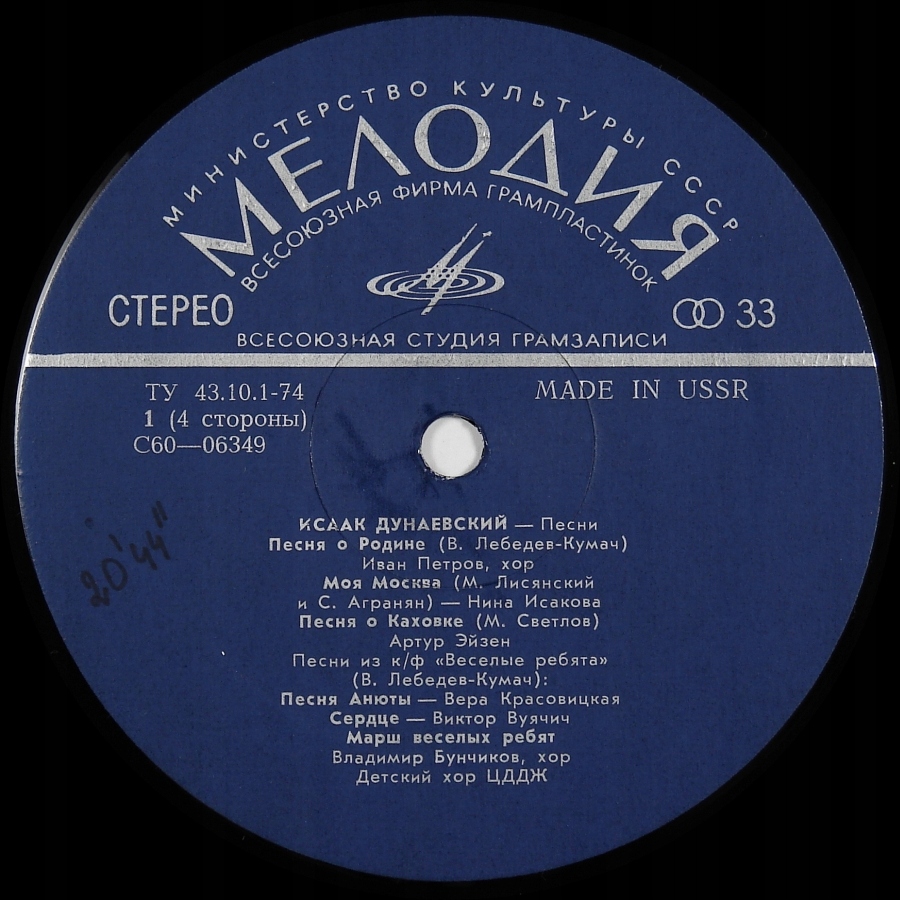 МИНИСТЕРСТВО КУЛЬТУРЫ СССР
МЕЛОДИЯ
ВСЕСОЮЗНАЯ ФИРМА ГРАМПЛАСТИНОК
СТЕРЕО
33
ВСЕСОЮЗНАЯ СТУДИЯ ГРАМЗАПИСИ
ТУ 43.10.1-74
MADE IN USSR
1 (4 стороны)
С60—06349
20'44"
ИСААК ДУНАЕВСКИЙ — Песни
Песня о Родине (В. Лебедев-Кумач)
Иван Петров, хор
Моя Москва (М. Лисянский
и С. Агранян) — Нина Исакова
Песня о Каховке (М. Светлов)
Артур Эйзен
Песни из к/ф «Веселые ребята»
(В. Лебедев-Кумач):
Песня Анюты — Вера Красовицкая
Сердце — Виктор Вуячич
Марш веселых ребят
Владимир Бунчиков, хор
Детский хор ЦДДЖ